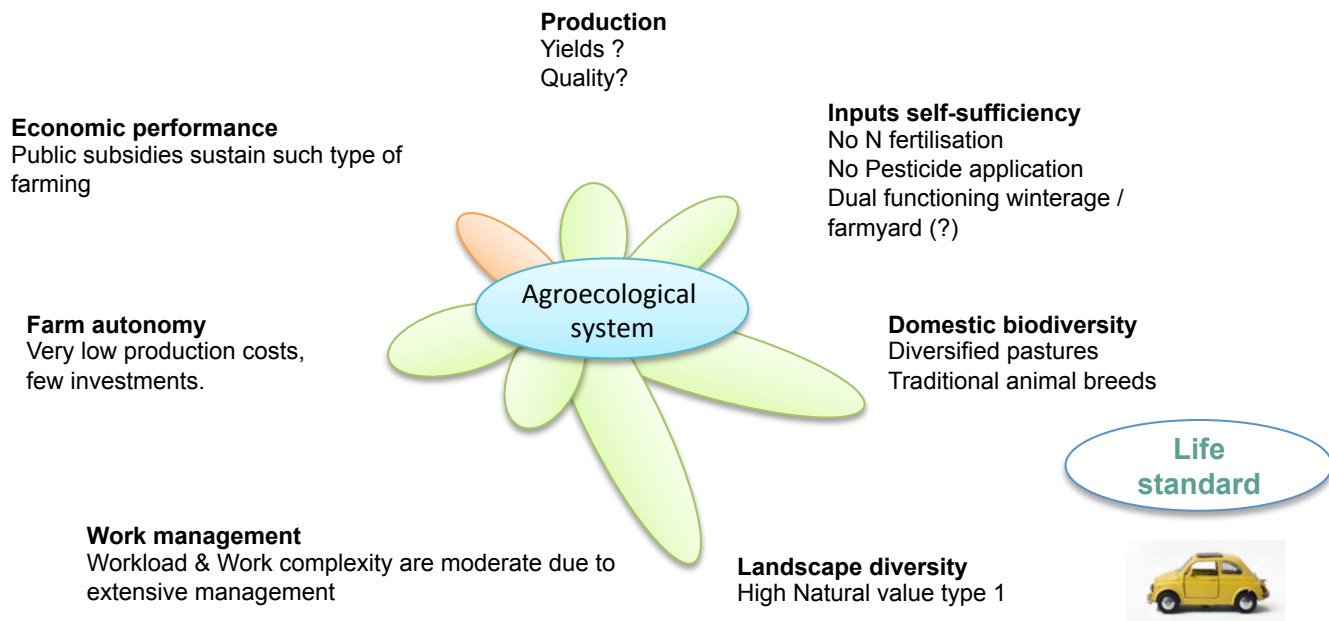 Production
Yields ?
Quality?
Economic performance
Public subsidies sustain such type of
farming
Inputs self-sufficiency
No N fertilisation
No Pesticide application
Dual functioning winterage /
farmyard (?)
Agroecological
system
Farm autonomy
Very low production costs,
few investments.
Domestic biodiversity
Diversified pastures
Traditional animal breeds
Life
standard
Work management
Workload & Work complexity are moderate due to
extensive management
Landscape diversity
High Natural value type 1